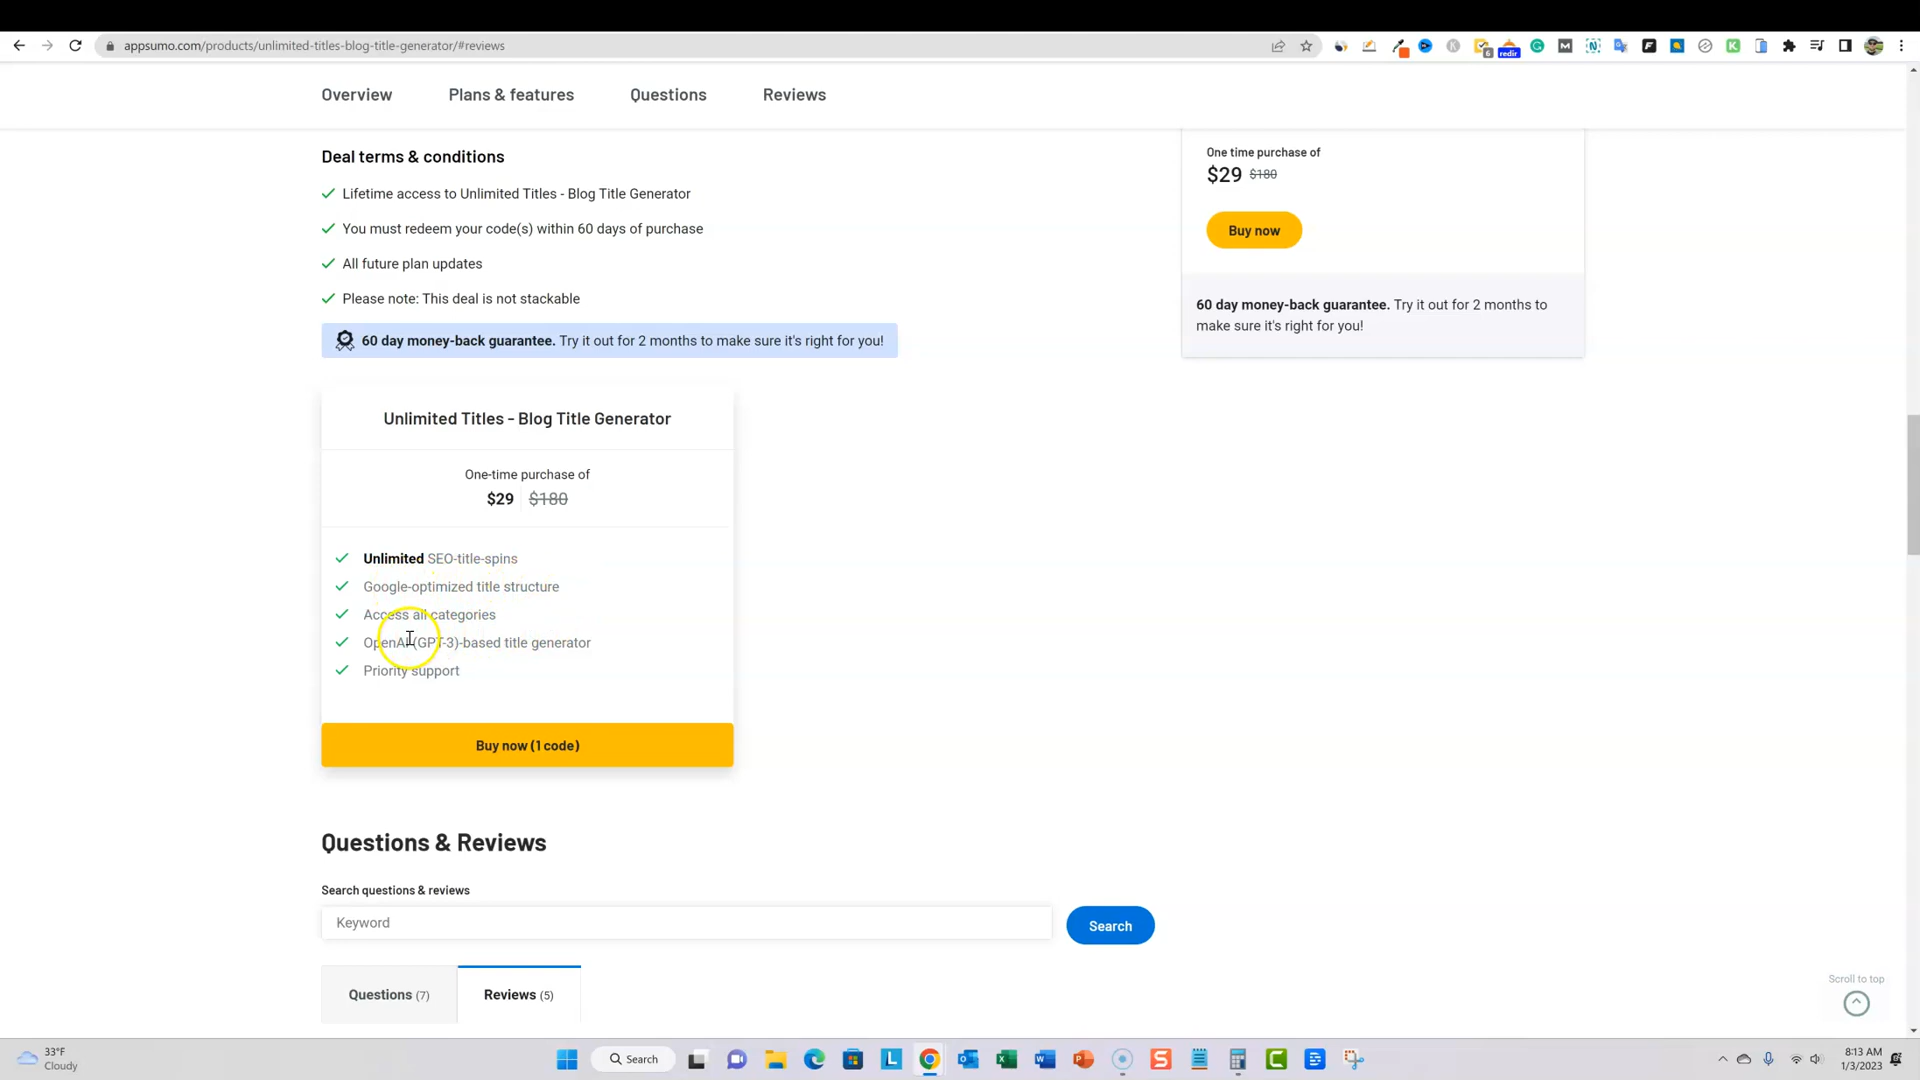 appsumo.com/products/unlimited-titles-blog-title-generator/#reviews
6
redir
Overview
Plans & features
Questions
Reviews
Deal terms & conditions
Lifetime access to Unlimited Titles - Blog Title Generator
You must redeem your code(s) within 60 days of purchase
All future plan updates
Please note: This deal is not stackable
60 day money-back guarantee. Try it out for 2 months to make sure it's right for you!
One time purchase of
$29 $180
Buy now
60 day money-back guarantee. Try it out for 2 months to
make sure it's right for you!
Unlimited Titles - Blog Title Generator
One-time purchase of
$29 $180
Unlimited SEO-title-spins
Google-optimized title structure
Access all categories
OpenAI (GPT-3)-based title generator
Priority support
Buy now (1 code)
Questions & Reviews
Search questions & reviews
Keyword
Search
Questions (7)
Reviews (5)
Scroll to top
33°F
Cloudy
Search
8:13 AM
1/3/2023